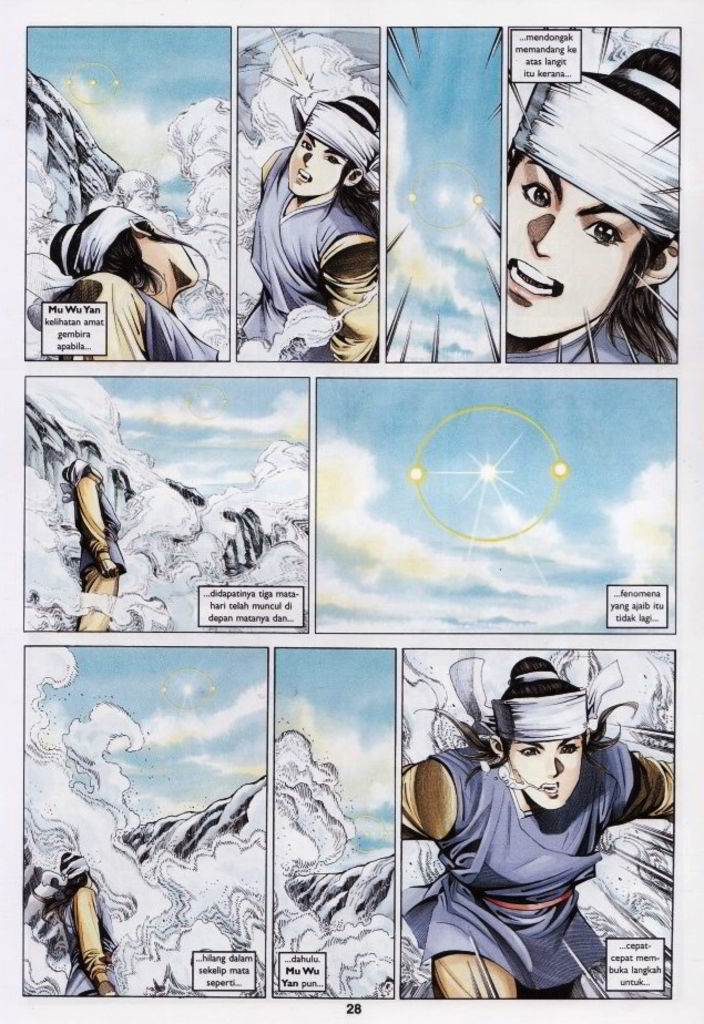 Mu Wu Yan
kelihatan amat
gembira
apabila...
...mendongak
memandang ke
atas langit
itu kerana...
...didapatinya tiga mata-
hari telah muncul di
depan matanya dan...
...fenomena
yang ajaib itu
tidak lagi...
...hilang dalam
sekelip mata
seperti...
...dahulu.
Mu Wu
Yan pun...
...cepat-
cepat mem-
buka langkah
untuk...
28